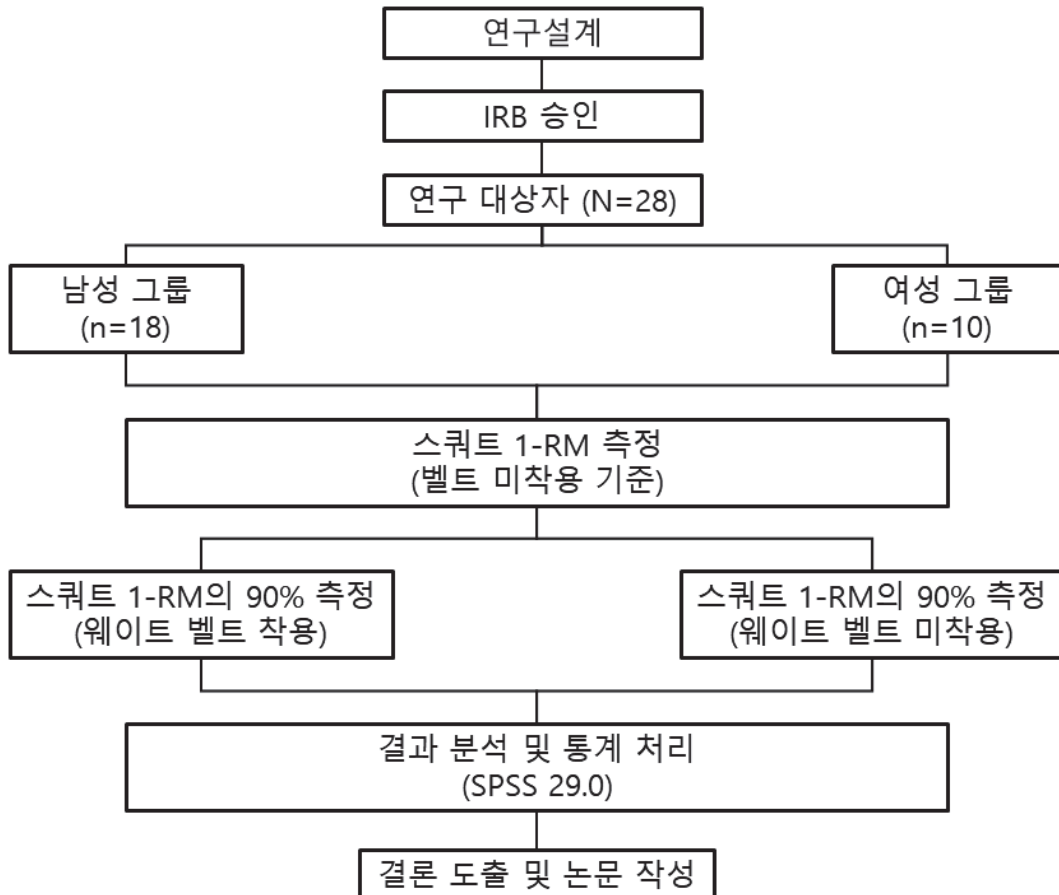 연구설계
IRB 승인
연구 대상자 (N=28)
남성 그룹
(n=18)
여성 그룹
(n=10)
스쿼트 1-RM 측정
(벨트 미착용 기준)
스쿼트 1-RM의 90% 측정
(웨이트 벨트 착용)
스쿼트 1-RM의 90% 측정
(웨이트 벨트 미착용)
결과 분석 및 통계 처리
(SPSS 29.0)
결론 도출 및 논문 작성